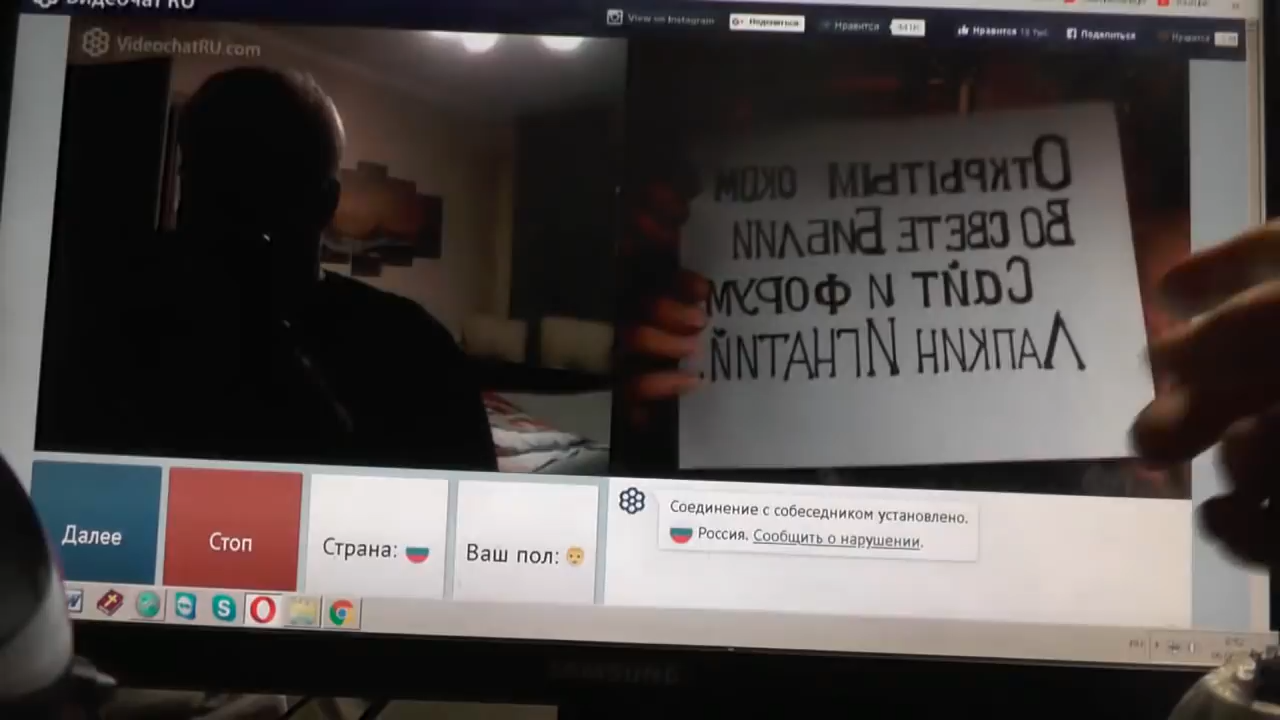 Видеочат RU
View on Instagram
Поделиться
Нравится
Нравится
Поделиться
VideochatRU.com
Открытым оком
Во свете Библии
Сайт и форум
Лапкин Игнатий.
Далее
Стоп
Страна:
Ваш пол:
Соединение с собеседником установлено.
Россия. Сообщить о нарушении.
SAMSUNG